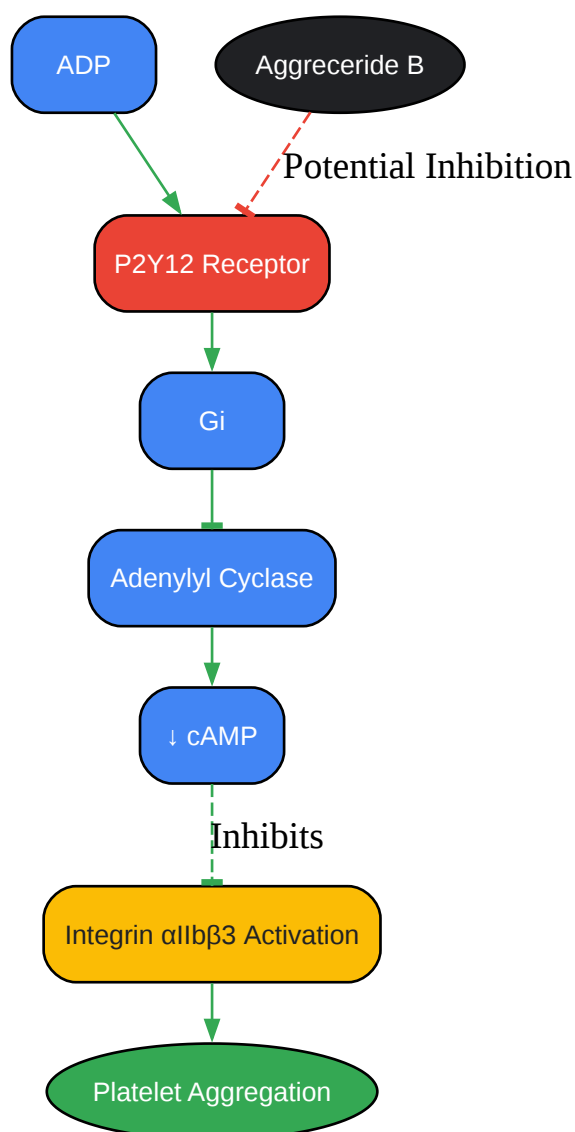 ADP
Aggreceride B
Potential Inhibition
P2Y12 Receptor
Gi
Adenylyl Cyclase
↓ cAMP
Inhibits
Integrin αIIbβ3 Activation
Platelet Aggregation